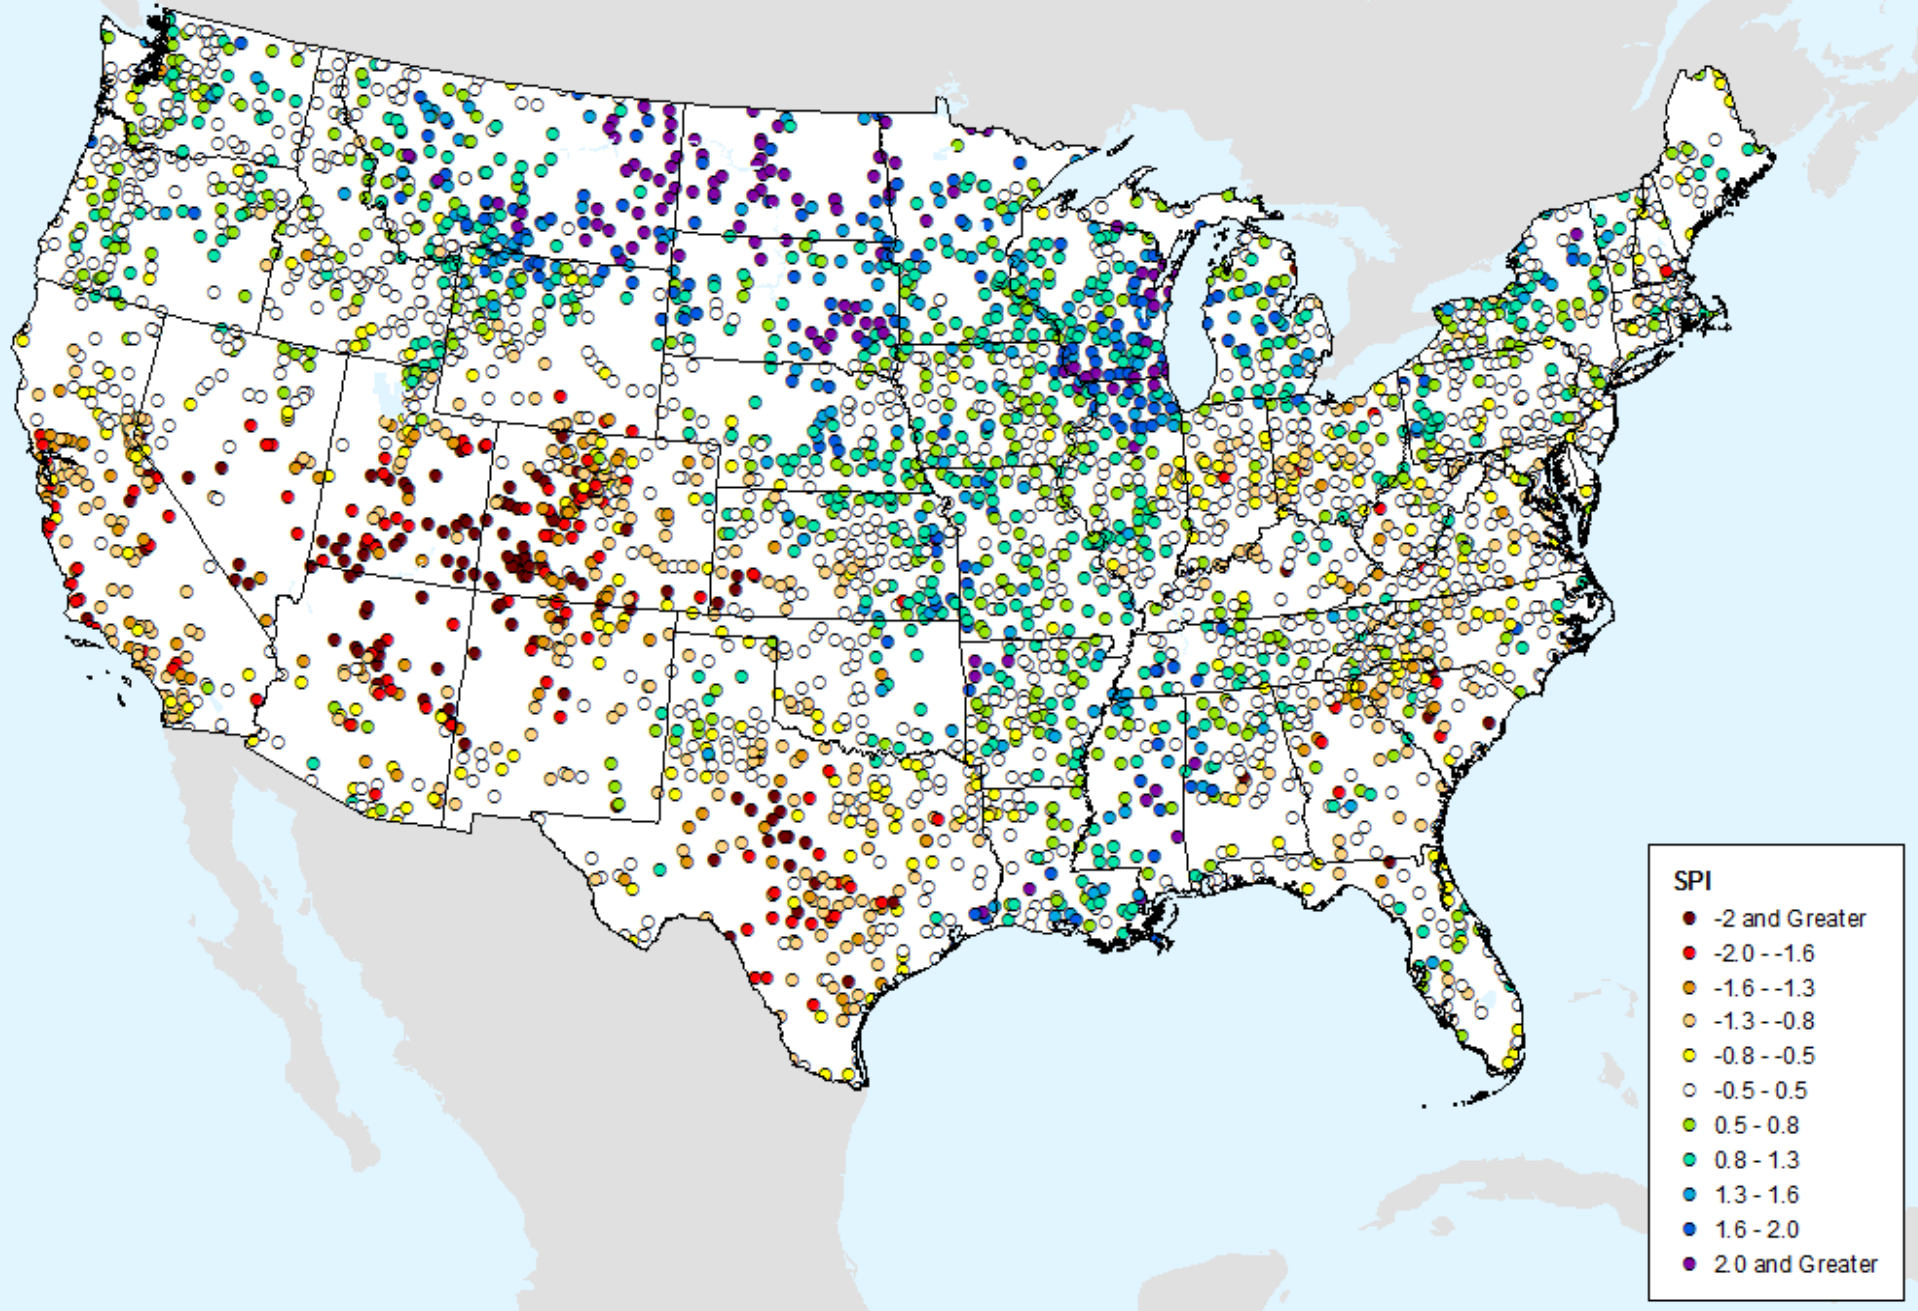 SPI
-2 and Greater
-2.0 - -1.6
-1.6 - -1.3
-1.3 - -0.8
-0.8 - -0.5
-0.5 - 0.5
0.5 - 0.8
0.8 - 1.3
1.3 - 1.6
1.6 - 2.0
2.0 and Greater